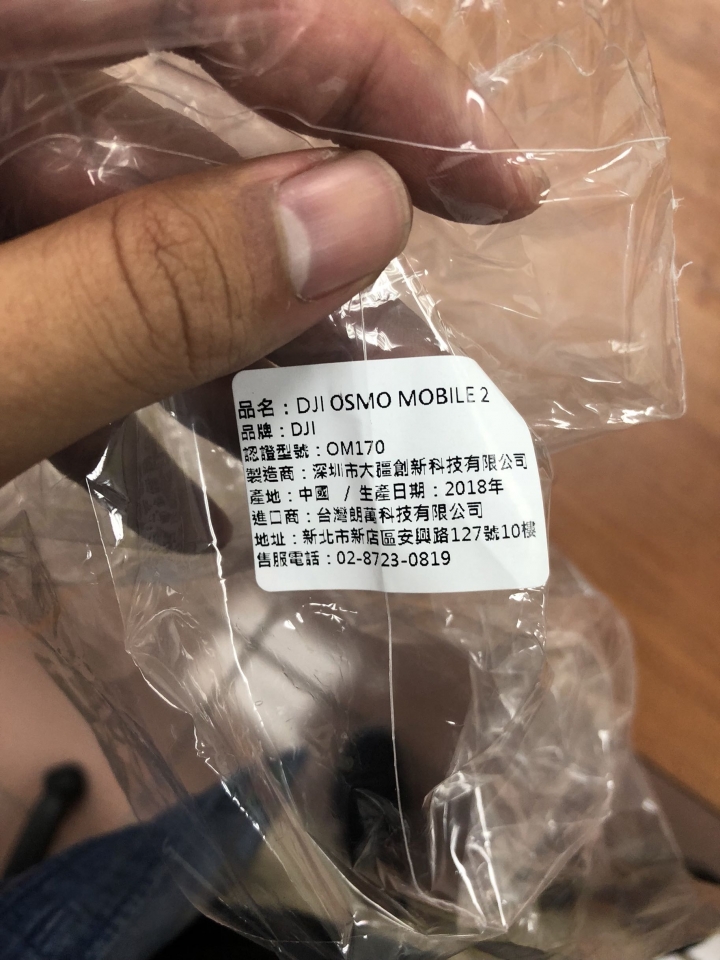 品名：DJI OSMO MOBILE 2
品牌：DJI
認證型號：OM170
製造商：深圳市大疆創新科技有限公司
產地：中國 / 生產日期：2018年
進口商：台灣朗萬科技有限公司
地址：新北市新店區安興路127號10樓
售服電話：02-8723-0819